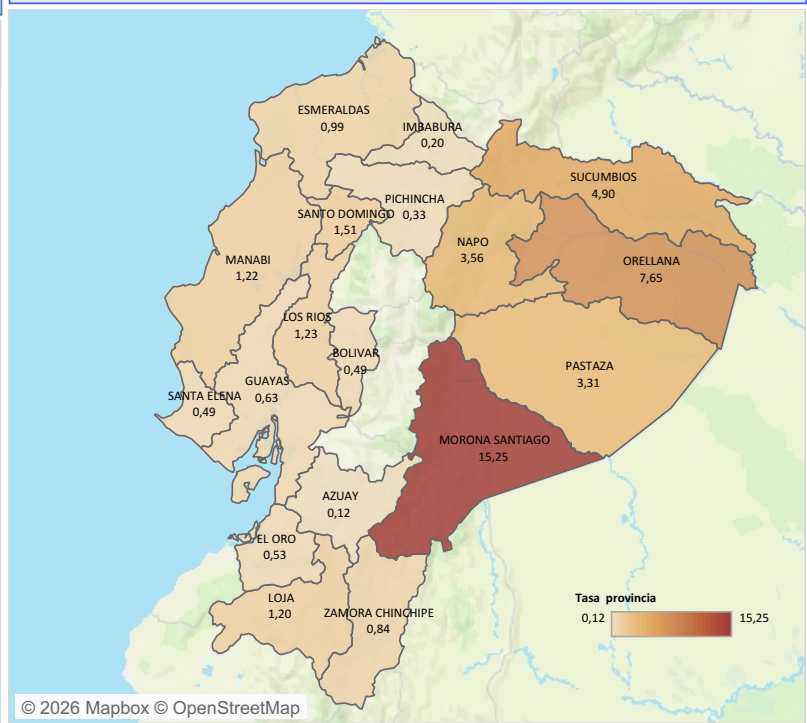 ESMERALDAS
0,99
IMBABURA
0,20
SUCUMBIOS
4,90
PICHINCHA
0,33
SANTO DOMINGO
1,51
NAPO
3,56
MANABI
1,22
ORELLANA
7,65
LOS RIOS
1,23
BOLIVAR
0,49
PASTAZA
3,31
GUAYAS
0,63
SANTA ELENA
0,49
MORONA SANTIAGO
15,25
AZUAY
0,12
EL ORO
0,53
LOJA
1,20
ZAMORA CHINCHIPE
0,84
Tasa provincia
0,12 15,25
© 2026 Mapbox © OpenStreetMap